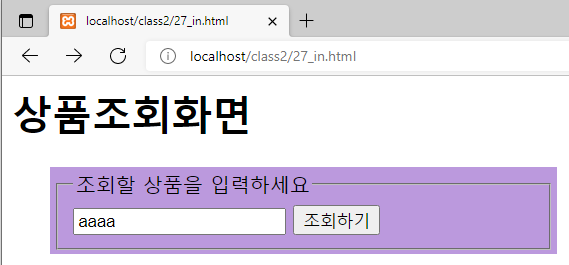 localhost/class2/27_in.html
localhost/class2/27_in.html
상품조회화면
조회할 상품을 입력하세요
aaaa 조회하기